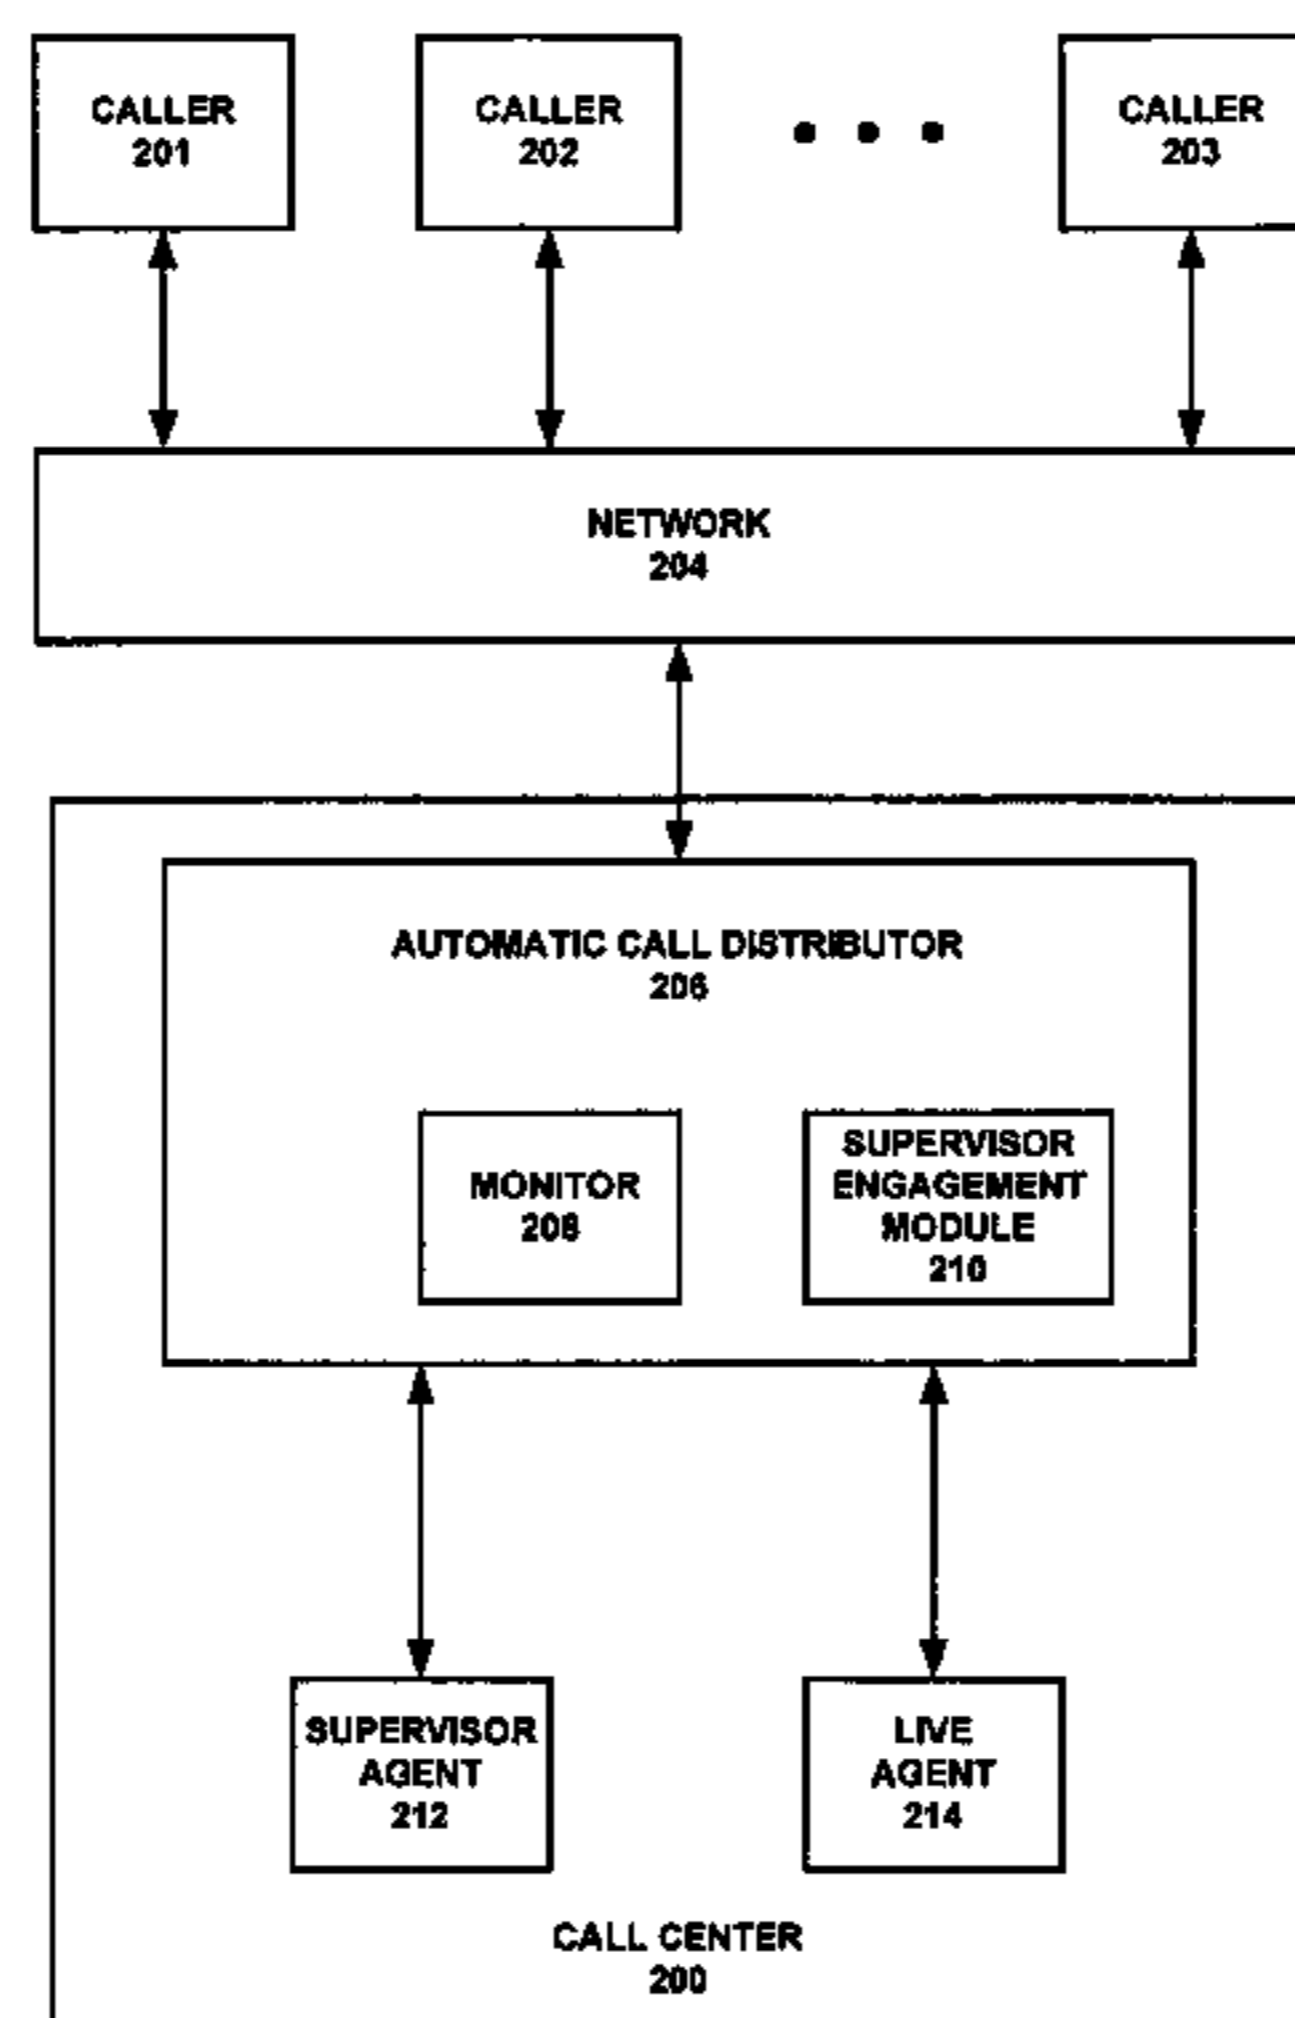 CALLER
201
CALLER
202
CALLER
203
NETWORK
204
AUTOMATIC CALL DISTRIBUTOR
206
MONITOR
208
SUPERVISOR
ENGAGEMENT
MODULE
210
SUPERVISOR
AGENT
212
LIVE
AGENT
214
CALL CENTER
200